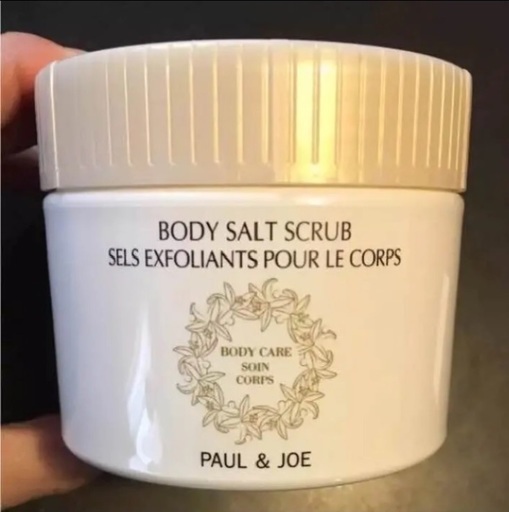 BODY SALT SCRUB
SELS EXFOLIANTS POUR LE CORPS
BODY CARE
SOIN
CORPS
PAUL & JOE